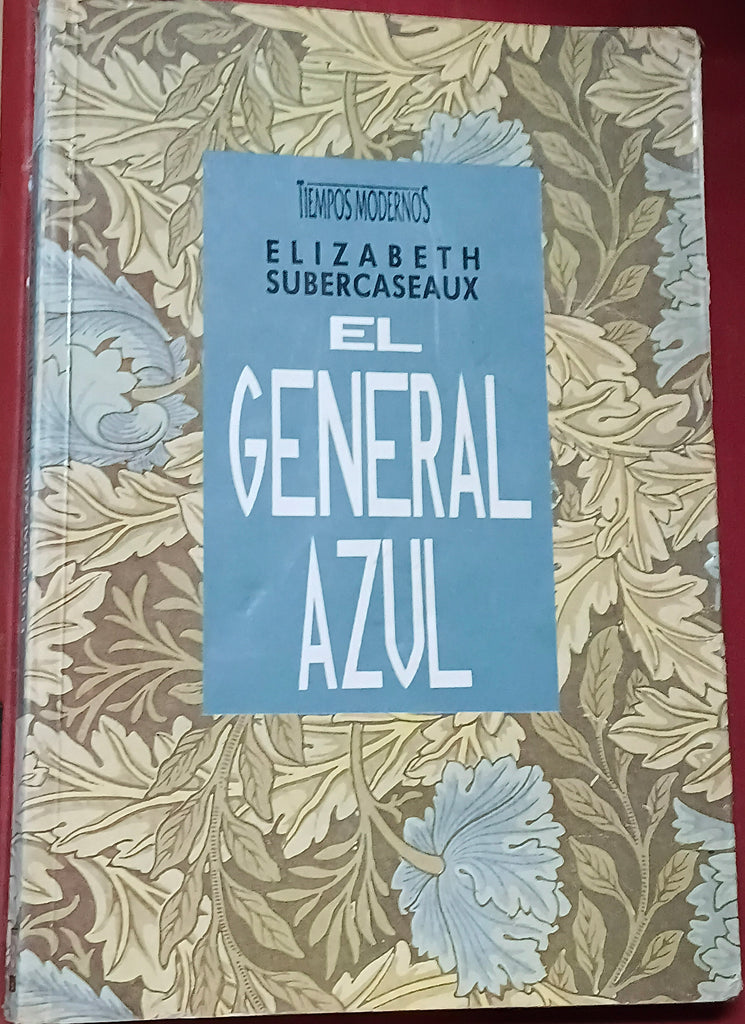 TIEMPOS MODERNOS
ELIZABETH
SUBERCASEAUX
EL
GENERAL
AZUL